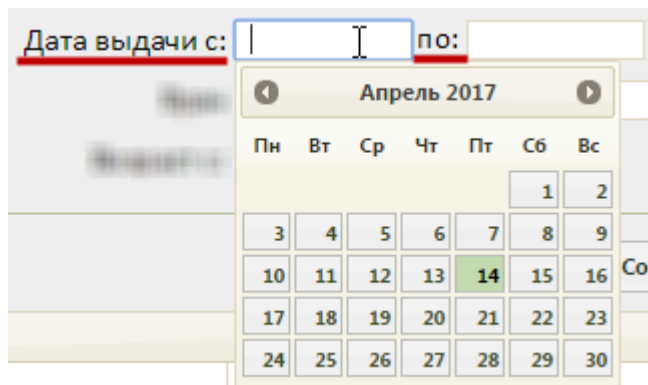 Дата выдачи с: по:
Апрель 2017
Пн Вт Ср Чт Пт Сб Вс
1 2
3 4 5 6 7 8 9
10 11 12 13 14 15 16 Со
17 18 19 20 21 22 23
24 25 26 27 28 29 30